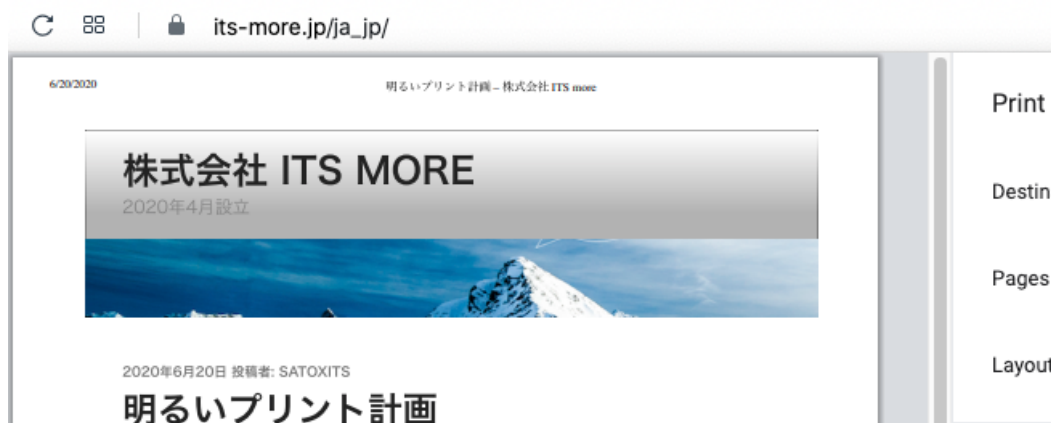 its-more.jp/ja_jp/
6/20/2020
明るいプリント計画 – 株式会社 ITS more
株式会社 ITS MORE
2020年4月設立
2020年6月20日 投稿者: SATOXITS
明るいプリント計画
Print
Destin
Pages
Layout